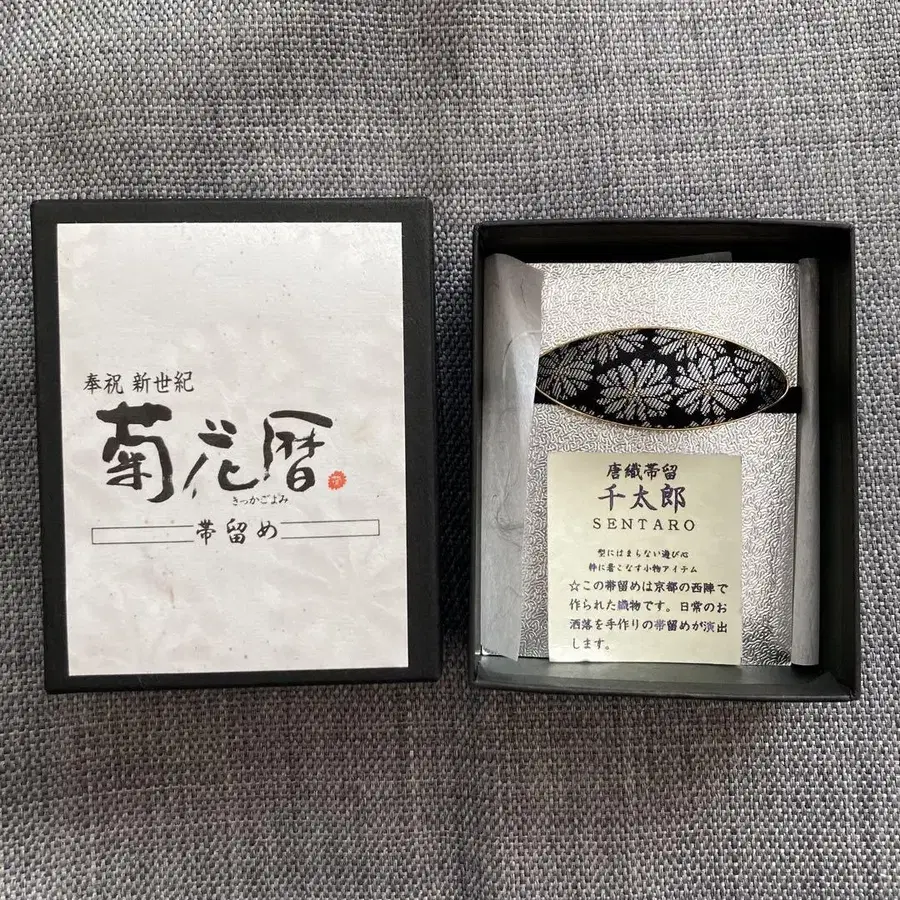 奉祝 新世紀
菊花暦
きっかごよみ
帯留め
唐織帯留
千太郎
SENTARO
型にはまらない遊び心
粋に着こなす小物アイテム
☆この帯留めは京都の西陣で
作られた織物です。日常のお
洒落を手作りの帯留めが演出
します。